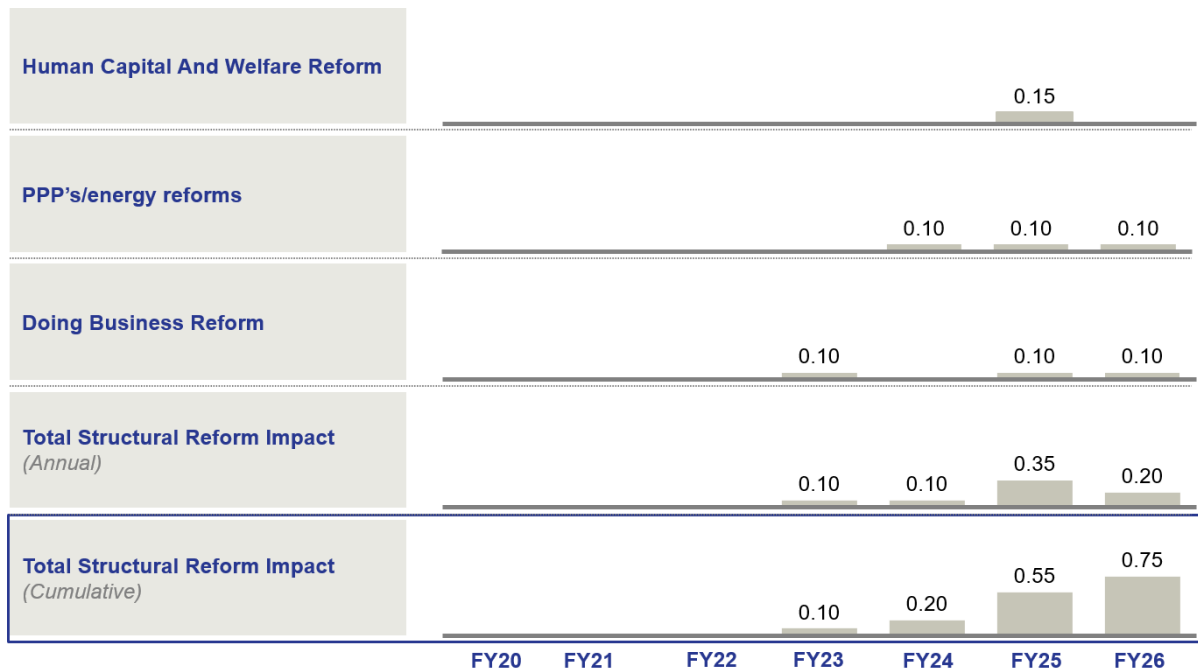 Human Capital And Welfare Reform
0.15
PPP’s/energy reforms
0.10 0.10 0.10
Doing Business Reform
0.10 0.10 0.10
Total Structural Reform Impact
(Annual)
0.10 0.10 0.35 0.20
Total Structural Reform Impact
(Cumulative)
0.10 0.20 0.55 0.75
FY20 FY21 FY22 FY23 FY24 FY25 FY26